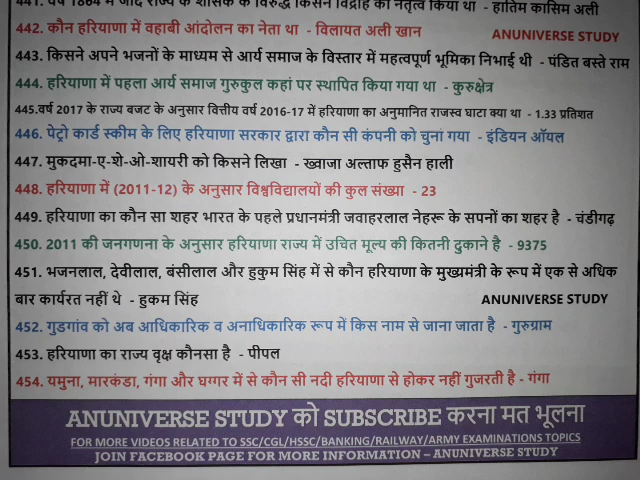 441. वर्ष 1864 में जींद राज्य के शासक के विरुद्ध किसने विद्रोह का नेतृत्व किया था - हातिम कासिम अली
442. कौन हरियाणा में वहाबी आंदोलन का नेता था - विलायत अली खान ANUNIVERSE STUDY
443. किसने अपने भजनों के माध्यम से आर्य समाज के विस्तार में महत्वपूर्ण भूमिका निभाई थी - पंडित बस्ते राम
444. हरियाणा में पहला आर्य समाज गुरुकुल कहां पर स्थापित किया गया था - कुरुक्षेत्र
445.वर्ष 2017 के राज्य बजट के अनुसार वित्तीय वर्ष 2016-17 में हरियाणा का अनुमानित राजस्व घाटा क्या था - 1.33 प्रतिशत
446. पेट्रो कार्ड स्कीम के लिए हरियाणा सरकार द्वारा कौन सी कंपनी को चुनां गया - इंडियन ऑयल
447. मुकदमा-ए-शे-ओ-शायरी को किसने लिखा - ख्वाजा अल्ताफ हुसैन हाली
448. हरियाणा में (2011-12) के अनुसार विश्वविद्यालयों की कुल संख्या - 23
449. हरियाणा का कौन सा शहर भारत के पहले प्रधानमंत्री जवाहरलाल नेहरू के सपनों का शहर है - चंडीगढ़
450. 2011 की जनगणना के अनुसार हरियाणा राज्य में उचित मूल्य की कितनी दुकाने है - 9375
451. भजनलाल, देवीलाल, बंसीलाल और हुकुम सिंह में से कौन हरियाणा के मुख्यमंत्री के रूप में एक से अधिक
बार कार्यरत नहीं थे - हुकम सिंह ANUNIVERSE STUDY
452. गुडगांव को अब आधिकारिक व अनाधिकारिक रूप में किस नाम से जाना जाता है - गुरुग्राम
453. हरियाणा का राज्य वृक्ष कौनसा है - पीपल
454. यमुना, मारकंडा, गंगा और घग्गर में से कौन सी नदी हरियाणा से होकर नहीं गुजरती है - गंगा
ANUNIVERSE STUDY को SUBSCRIBE करना मत भूलना
FOR MORE VIDEOS RELATED TO SSC/CGL/HSSC/BANKING/RAILWAY/ARMY EXAMINATIONS TOPICS
JOIN FACEBOOK PAGE FOR MORE INFORMATION – ANUNIVERSE STUDY